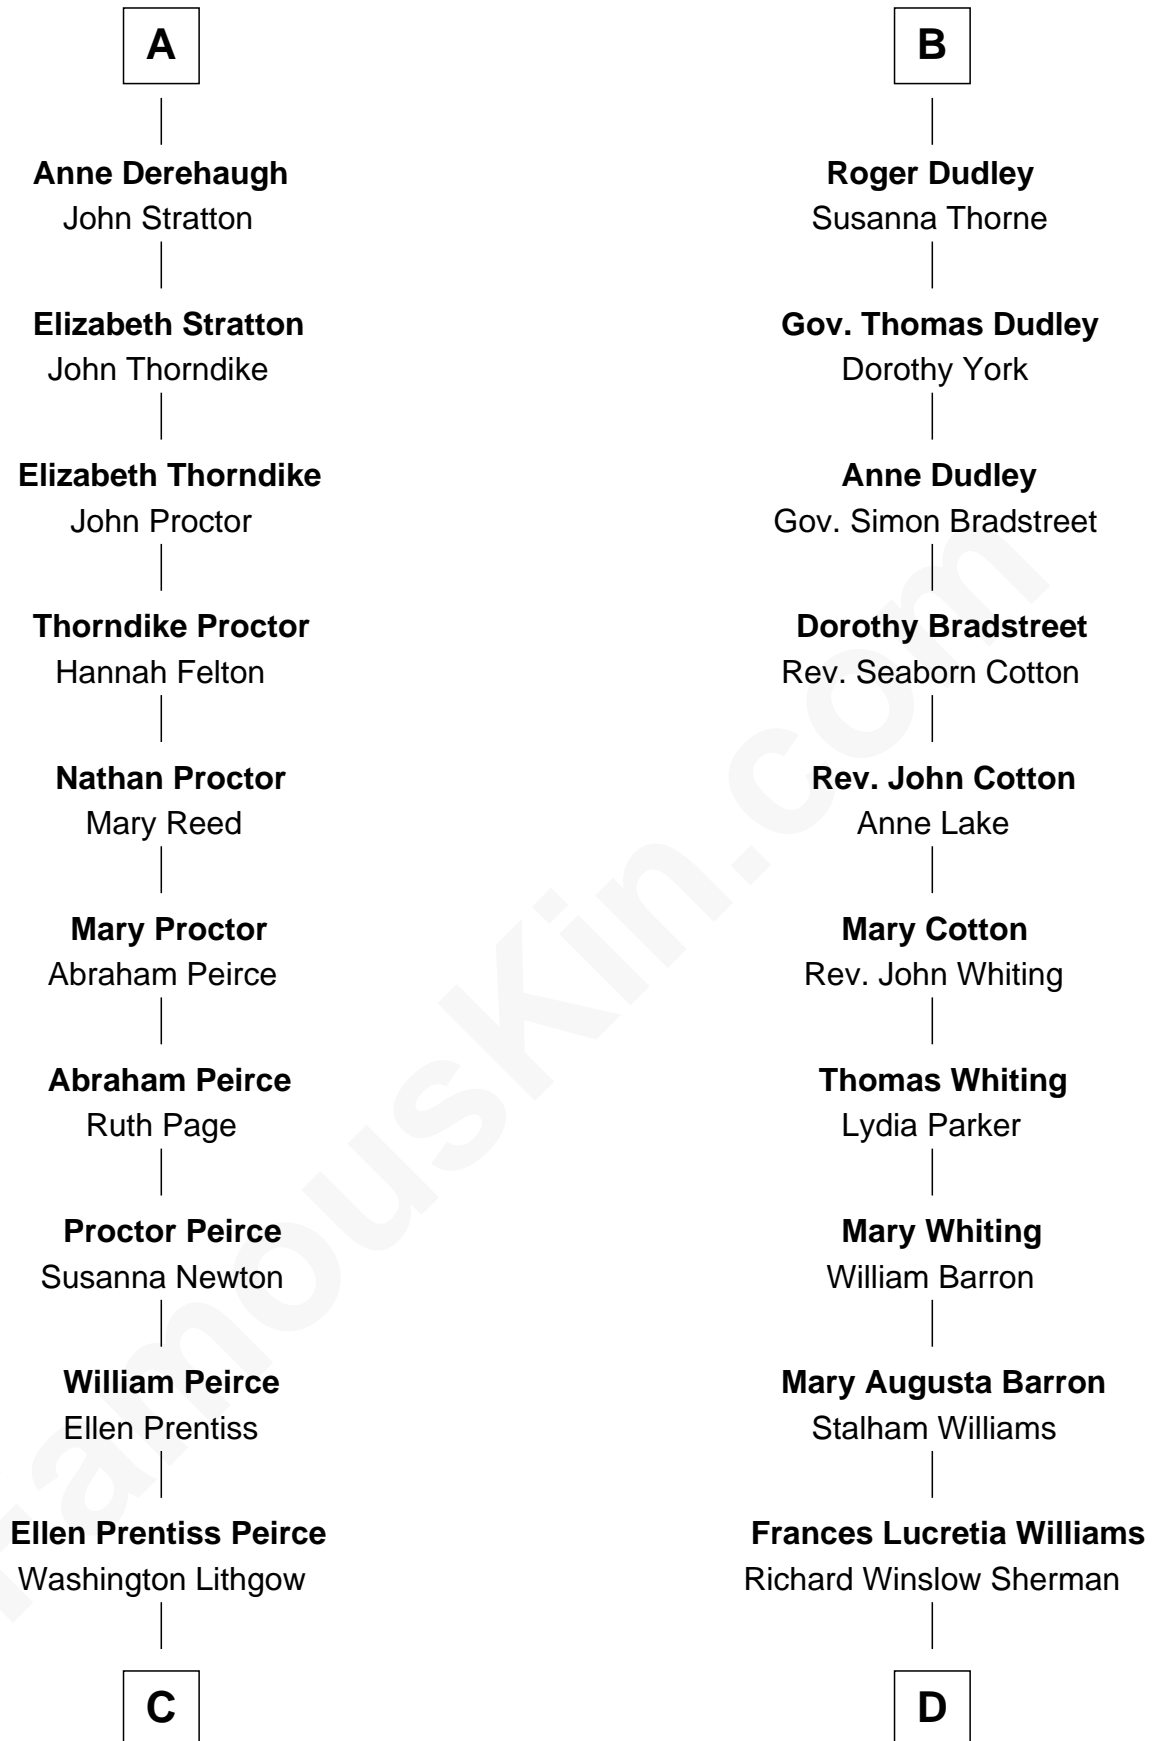 A
Anne Derehaugh
John Stratton
Elizabeth Stratton
John Thorndike
Elizabeth Thorndike
John Proctor
Thorndike Proctor
Hannah Felton
Nathan Proctor
Mary Reed
Mary Proctor
Abraham Peirce
Abraham Peirce
Ruth Page
Proctor Peirce
Susanna Newton
William Peirce
Ellen Prentiss
Ellen Prentiss Peirce
Washington Lithgow
C
B
Roger Dudley
Susanna Thorne
Gov. Thomas Dudley
Dorothy York
Anne Dudley
Gov. Simon Bradstreet
Dorothy Bradstreet
Rev. Seaborn Cotton
Rev. John Cotton
Anne Lake
Mary Cotton
Rev. John Whiting
Thomas Whiting
Lydia Parker
Mary Whiting
William Barron
Mary Augusta Barron
Stalham Williams
Frances Lucretia Williams
Richard Winslow Sherman
D
FamousKin.com